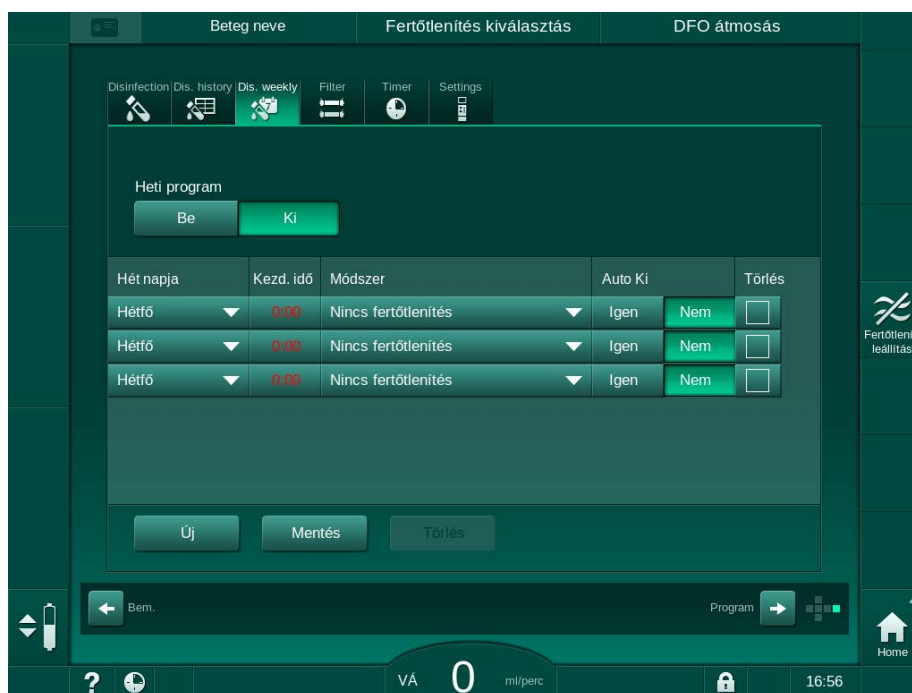 Beteg neve Fertőtlenítés kiválasztás DFO átmosás
Disinfection Dis. history Dis. weekly Filter Timer Settings
Heti program
Be Ki
Hét napja Kezd. idő Módszer Auto Ki Törlés
Hétfő 0:00 Nincs fertőtlenítés Igen Nem
Hétfő 0:00 Nincs fertőtlenítés Igen Nem
Hétfő 0:00 Nincs fertőtlenítés Igen Nem
Fertőtlení
leállítás
Új Mentés Törlés
Bem. Program
Home
? VÁ 0 ml/perc 16:56